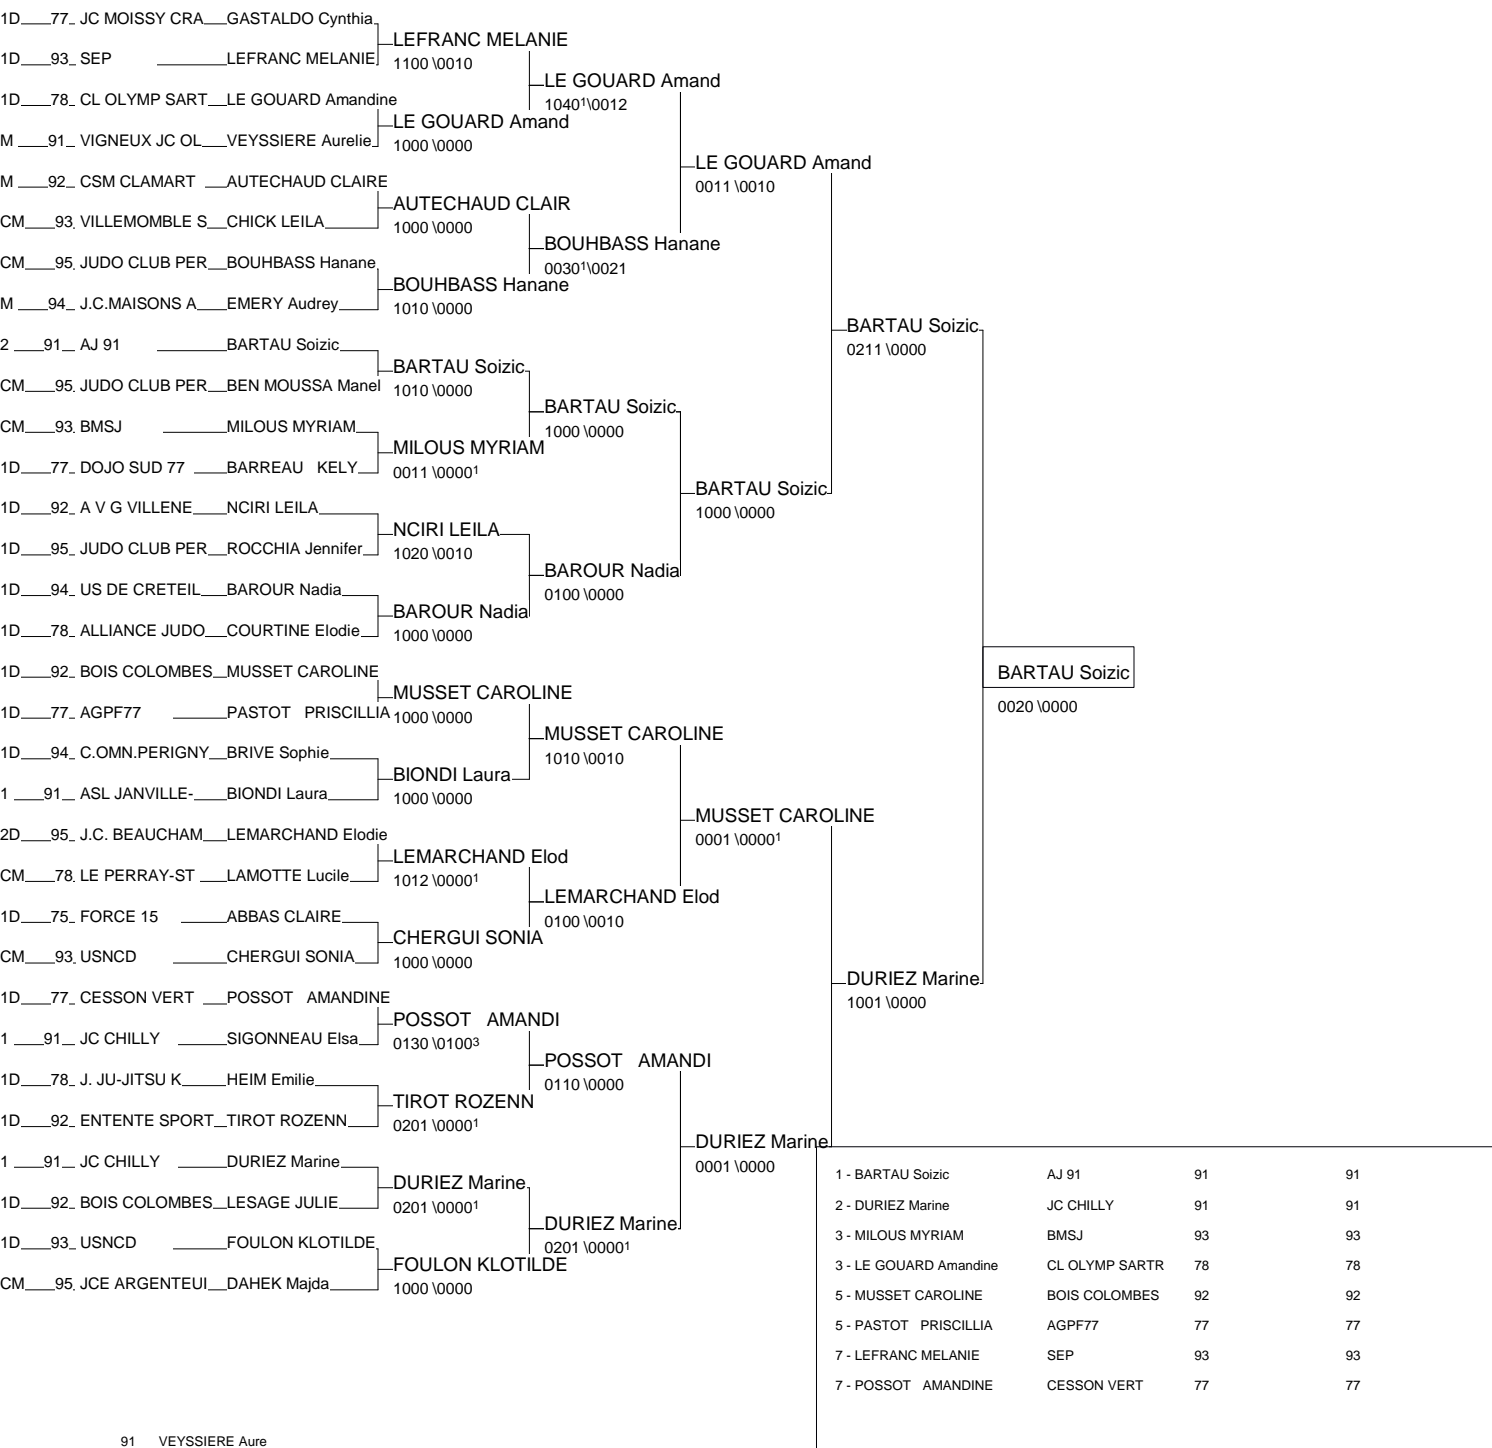 1D 77 JC MOISSY CRA GASTALDO Cynthia
1D 93 SEP LEFRANC MELANIE
1D 78 CL OLYMP SART LE GOUARD Amandine
M 91 VIGNEUX JC OL VEYSSIERE Aurelie
M 92 CSM CLAMART AUTECHAUD CLAIRE
CM 93 VILLEMOMBLE S CHICK LEILA
CM 95 JUDO CLUB PER BOUHBASS Hanane
M 94 J.C.MAISONS A EMERY Audrey
2 91 AJ 91 BARTAU Soizic
CM 95 JUDO CLUB PER BEN MOUSSA Manel
CM 93 BMSJ MILOUS MYRIAM
1D 77 DOJO SUD 77 BARREAU KELY
1D 92 A V G VILLENE NCIRI LEILA
1D 95 JUDO CLUB PER ROCCHIA Jennifer
1D 94 US DE CRETEIL BAROUR Nadia
1D 78 ALLIANCE JUDO COURTINE Elodie
1D 92 BOIS COLOMBES MUSSET CAROLINE
1D 77 AGPF77 PASTOT PRISCILLIA
1D 94 C.OMN.PERIGNY BRIVE Sophie
1 91 ASL JANVILLE- BIONDI Laura
2D 95 J.C. BEAUCHAM LEMARCHAND Elodie
CM 78 LE PERRAY-ST LAMOTTE Lucile
1D 75 FORCE 15 ABBAS CLAIRE
CM 93 USNCD CHERGUI SONIA
1D 77 CESSON VERT POSSOT AMANDINE
1 91 JC CHILLY SIGONNEAU Elsa
1D 78 J. JU-JITSU K HEIM Emilie
1D 92 ENTENTE SPORT TIROT ROZENN
1 91 JC CHILLY DURIEZ Marine
1D 92 BOIS COLOMBES LESAGE JULIE
1D 93 USNCD FOULON KLOTILDE
CM 95 JCE ARGENTEUI DAHEK Majda
LEFRANC MELANIE
1100 \0010
LE GOUARD Amand
1000 \0000
AUTECHAUD CLAIR
1000 \0000
BOUHBASS Hanane
1010 \0000
BARTAU Soizic
1010 \0000
MILOUS MYRIAM
0011 \0000¹
NCIRI LEILA
1020 \0010
BAROUR Nadia
1000 \0000
MUSSET CAROLINE
1000 \0000
BIONDI Laura
1000 \0000
LEMARCHAND Elod
1012 \0000¹
CHERGUI SONIA
1000 \0000
POSSOT AMANDI
0130 \0100³
TIROT ROZENN
0201 \0000¹
DURIEZ Marine
0201 \0000¹
FOULON KLOTILDE
1000 \0000
LE GOUARD Amand
1040¹\0012
BOUHBASS Hanane
0030¹\0021
BARTAU Soizic
1000 \0000
BAROUR Nadia
0100 \0000
MUSSET CAROLINE
1010 \0010
LEMARCHAND Elod
0100 \0010
POSSOT AMANDI
0110 \0000
DURIEZ Marine
0201 \0000¹
LE GOUARD Amand
0011 \0010
BARTAU Soizic
1000 \0000
MUSSET CAROLINE
0001 \0000¹
DURIEZ Marine
0001 \0000
BARTAU Soizic
0211 \0000
DURIEZ Marine
1001 \0000
BARTAU Soizic
0020 \0000
1 - BARTAU Soizic AJ 91 91 91
2 - DURIEZ Marine JC CHILLY 91 91
3 - MILOUS MYRIAM BMSJ 93 93
3 - LE GOUARD Amandine CL OLYMP SARTR 78 78
5 - MUSSET CAROLINE BOIS COLOMBES 92 92
5 - PASTOT PRISCILLIA AGPF77 77 77
7 - LEFRANC MELANIE SEP 93 93
7 - POSSOT AMANDINE CESSON VERT 77 77
91 VEYSSIERE Aure